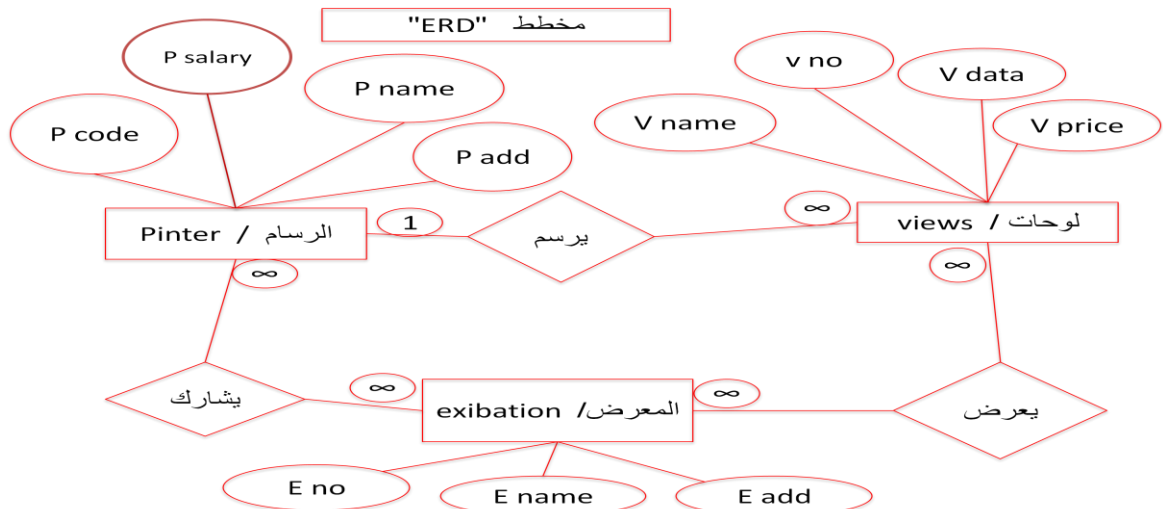 مخطط "ERD"
P salary
P name
P code
P add
v no
V data
V name
V price
Pinter / الرسام
1
يرسم
∞
views / لوحات
∞
∞
يشارك
∞
exibation /المعرض
∞
يعرض
E no
E name
E add